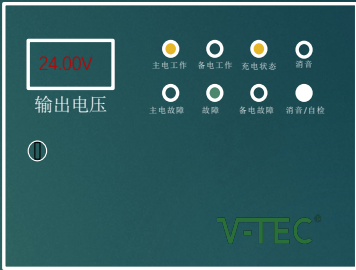 24.00V
输出电压
主电工作 备电工作 充电状态 消音
主电故障 故障 备电故障 消音/自检
V-TEC®